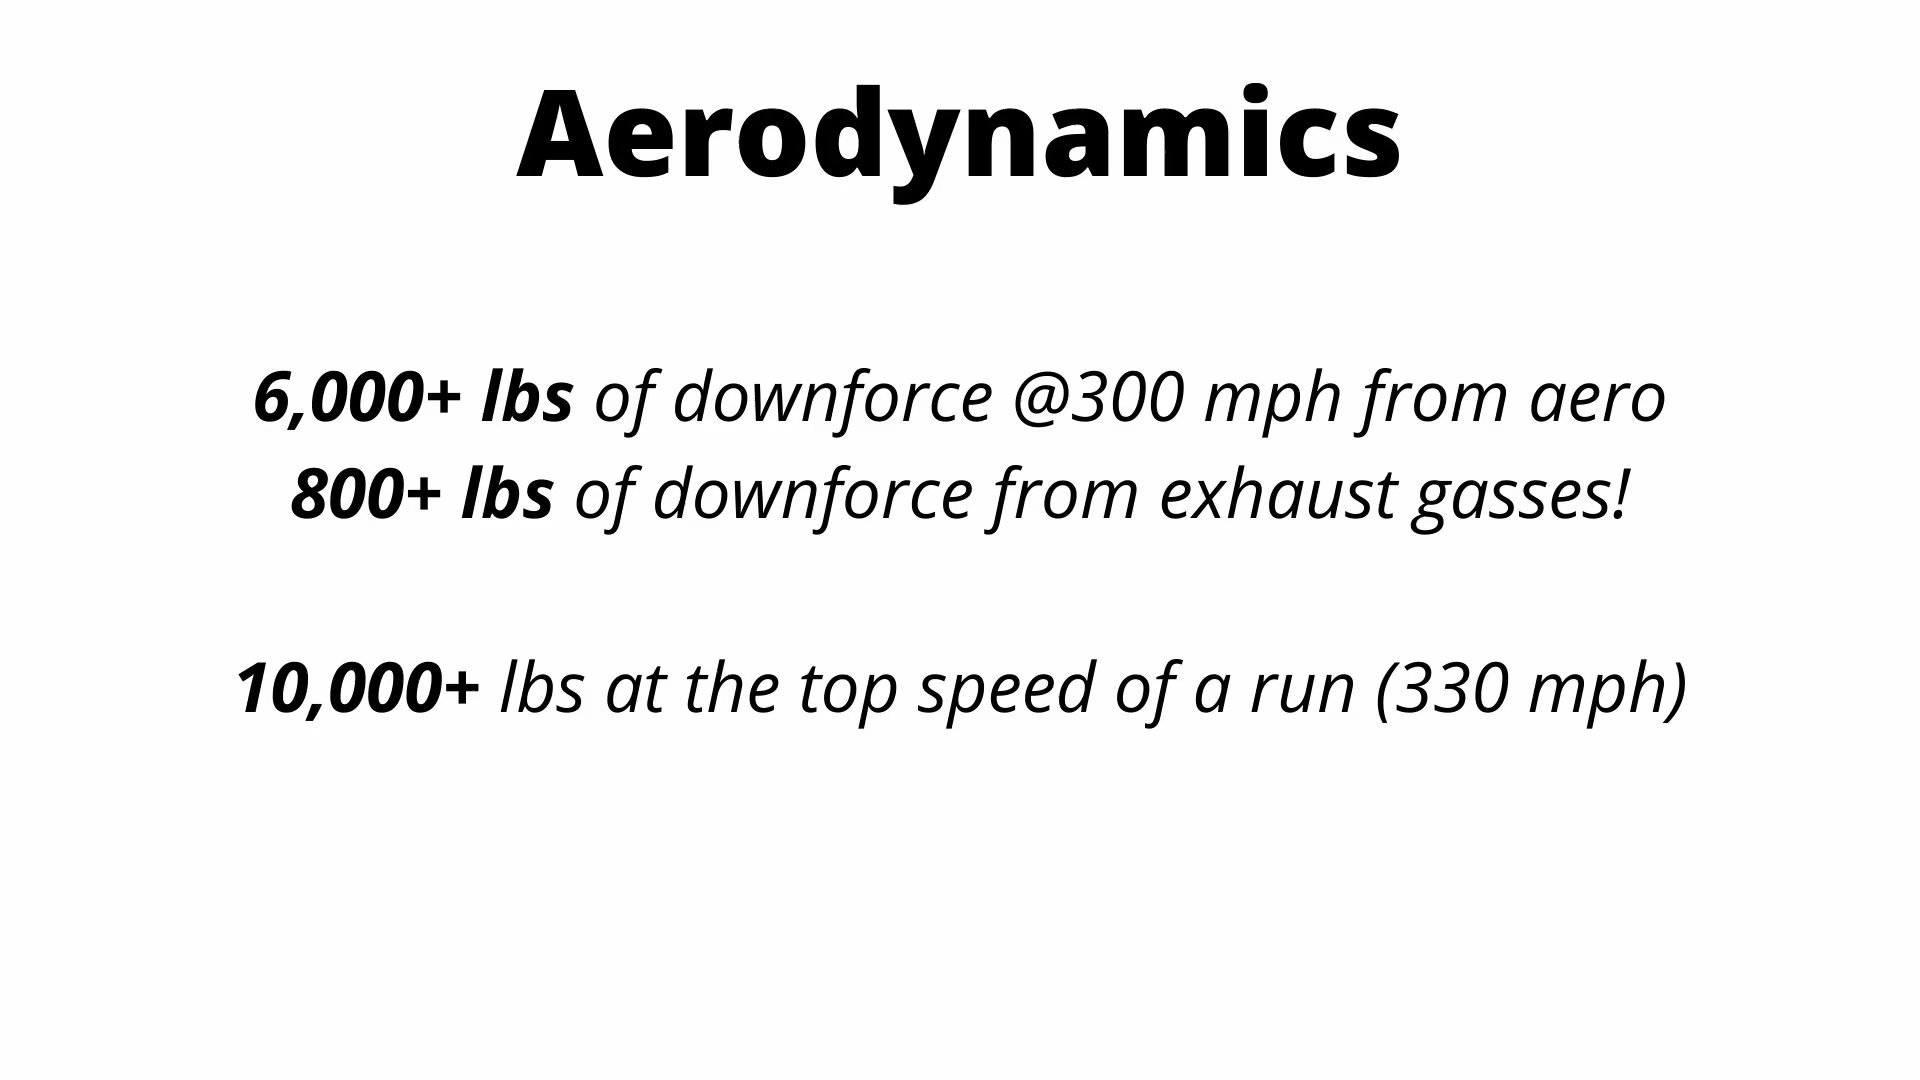 Aerodynamics
6,000+ lbs of downforce @300 mph from aero
800+ lbs of downforce from exhaust gasses!
10,000+ lbs at the top speed of a run (330 mph)